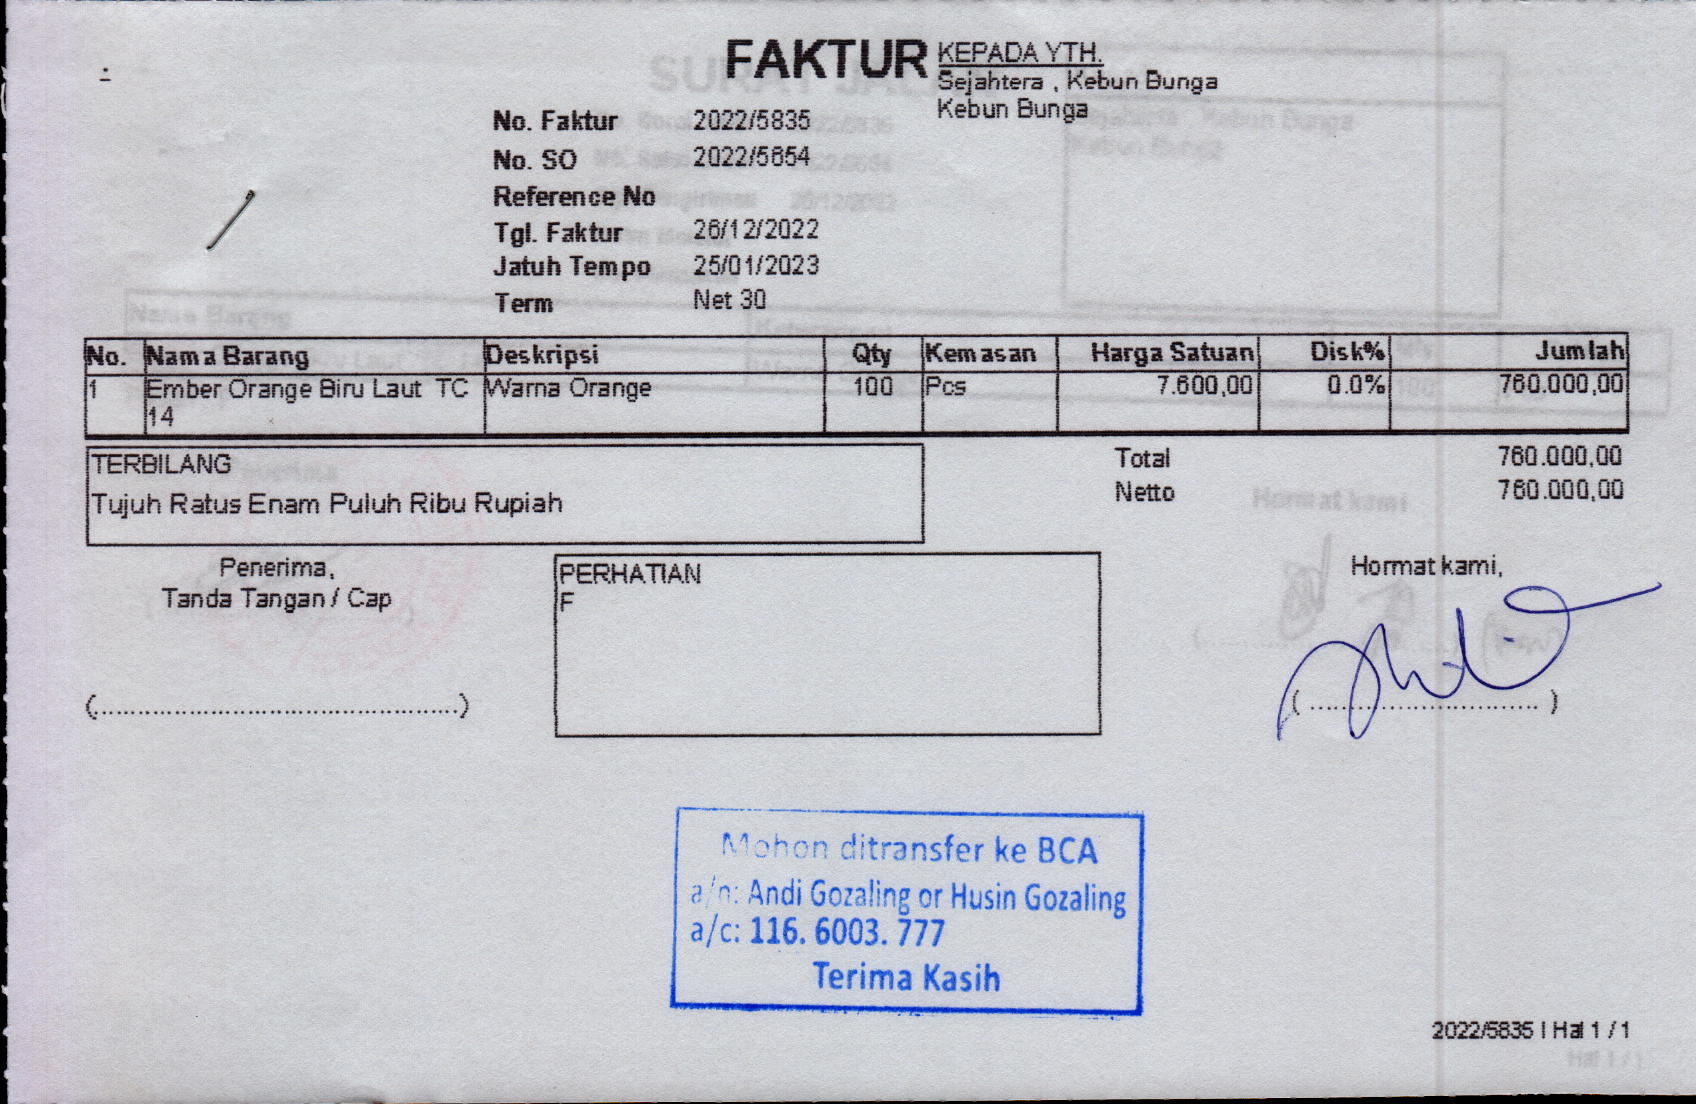 FAKTUR
KEPADA YTH.
Sejahtera , Kebun Bunga
Kebun Bunga
No. Faktur 2022/5835
No. SO 2022/5654
Reference No
Tgl. Faktur 26/12/2022
Jatuh Tempo 25/01/2023
Term Net 30
No. Nama Barang Deskripsi Qty Kemasan Harga Satuan Disk% Jumlah
1 Ember Orange Biru Laut TC Warna Orange 100 Pcs 7.600,00 0.0% 760.000,00
14
TERBILANG
Tujuh Ratus Enam Puluh Ribu Rupiah
Total 760.000,00
Netto 760.000,00
Penerima,
Tanda Tangan / Cap
(................................................)
PERHATIAN
F
Hormat kami,
( .............................. )
Mohon ditransfer ke BCA
a/n: Andi Gozaling or Husin Gozaling
a/c: 116. 6003. 777
Terima Kasih
2022/5835 | Hal 1 / 1